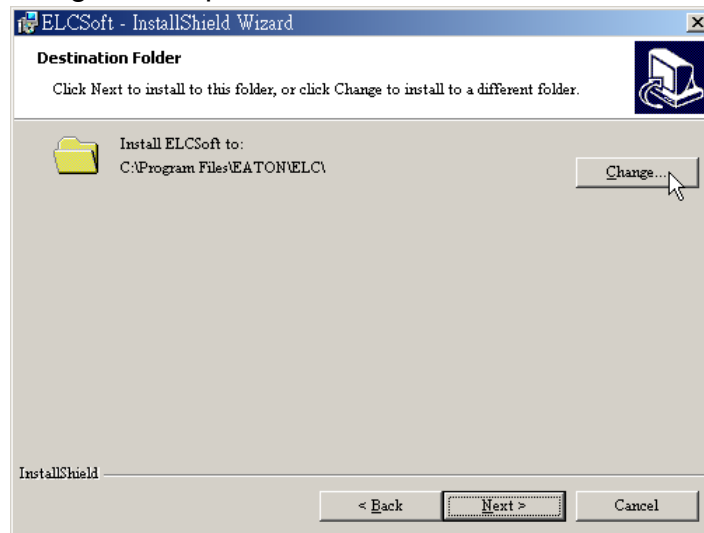 ELCSoft - InstallShield Wizard
Destination Folder
Click Next to install to this folder, or click Change to install to a different folder.
Install ELCSoft to:
C:\Program Files\EATON\ELC\
Change...
InstallShield
< Back Next > Cancel